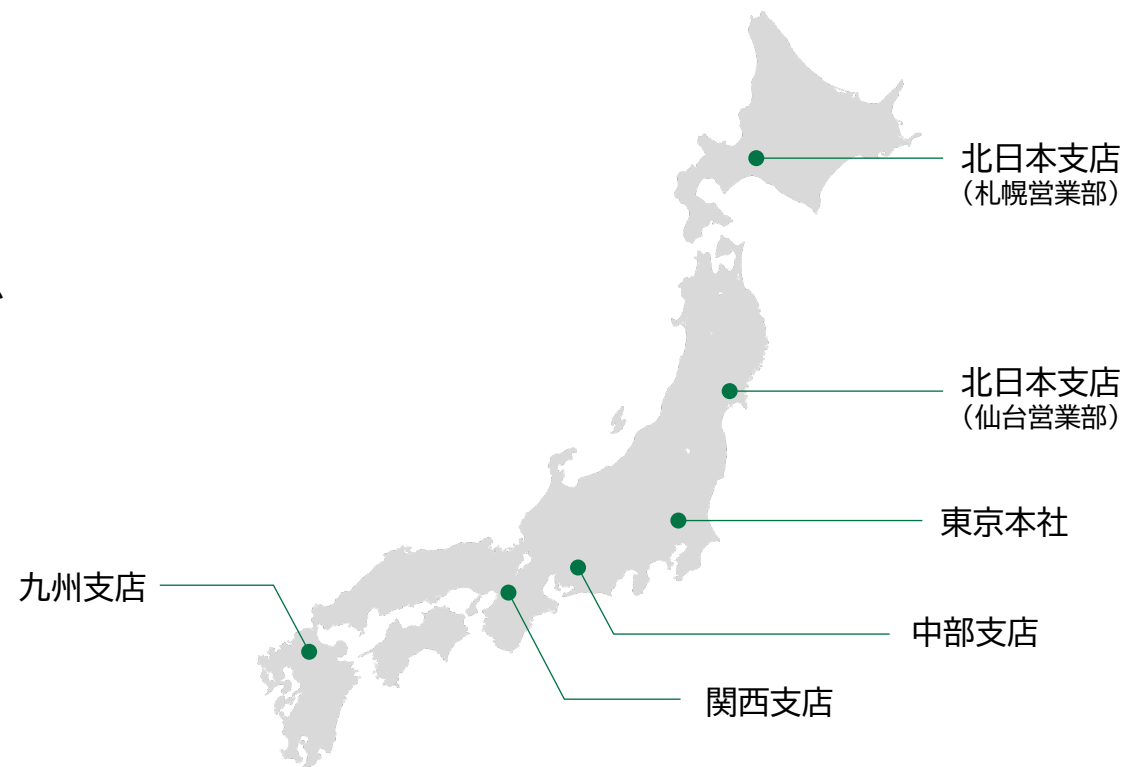 北日本支店
（札幌営業部）
北日本支店
（仙台営業部）
東京本社
九州支店
中部支店
関西支店